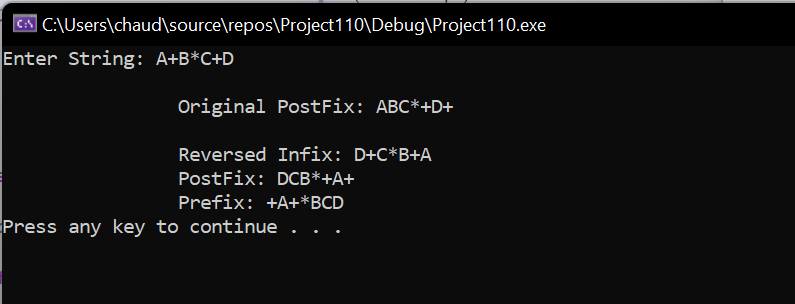 C:\Users\chaud\source\repos\Project110\Debug\Project110.exe
Enter String: A+B*C+D
Original PostFix: ABC*+D+
Reversed Infix: D+C*B+A
PostFix: DCB*+A+
Prefix: +A+*BCD
Press any key to continue . . .